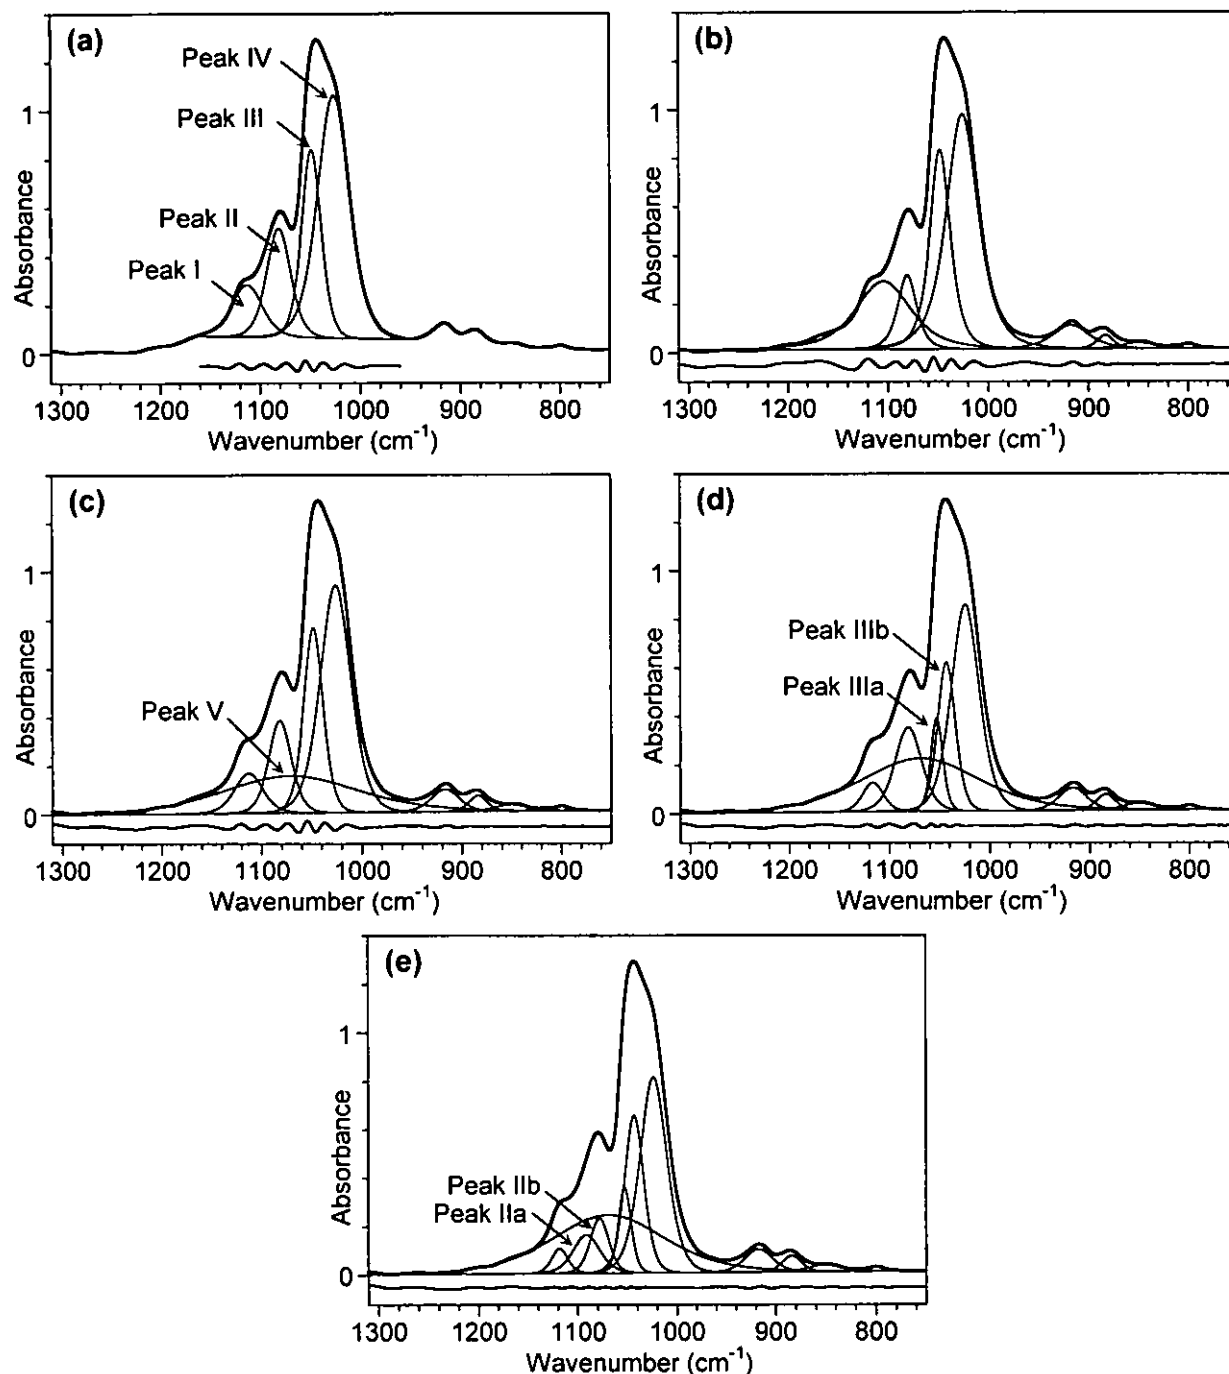 (a)
Peak IV
Peak III
Peak II
Peak I
Absorbance
1
0
1300 1200 1100 1000 900 800
Wavenumber (cm⁻¹)
(b)
Absorbance
1
0
1300 1200 1100 1000 900 800
Wavenumber (cm⁻¹)
(c)
Peak V
Absorbance
1
0
1300 1200 1100 1000 900 800
Wavenumber (cm⁻¹)
(d)
Peak IIIb
Peak IIIa
Absorbance
1
0
1300 1200 1100 1000 900 800
Wavenumber (cm⁻¹)
(e)
Peak IIb
Peak IIa
Absorbance
1
0
1300 1200 1100 1000 900 800
Wavenumber (cm⁻¹)